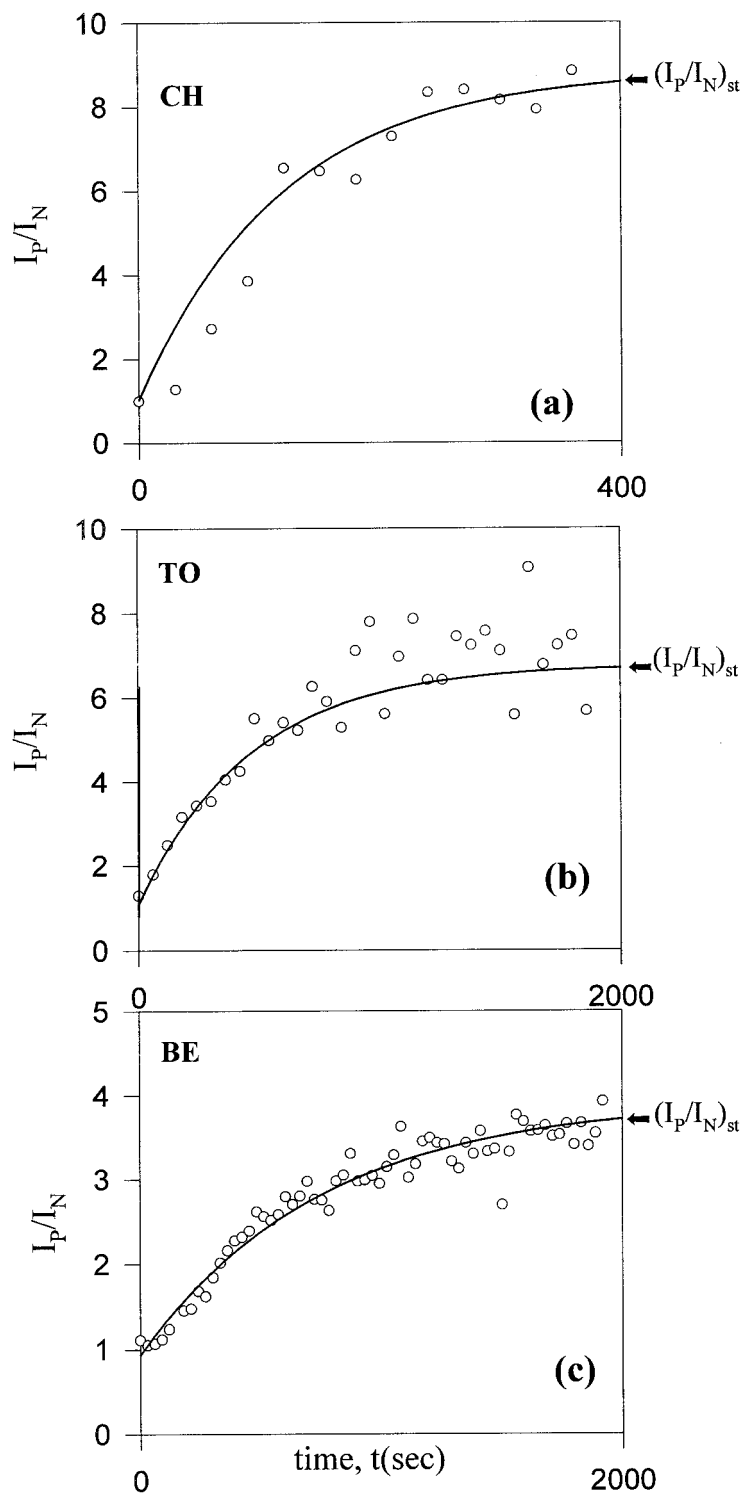 10
CH
(I_P/I_N)_st
8
6
I_P/I_N
4
2
(a)
0
0
400
10
TO
8
(I_P/I_N)_st
6
I_P/I_N
4
2
(b)
0
0
2000
5
BE
4
(I_P/I_N)_st
3
I_P/I_N
2
1
(c)
0
0
time, t(sec)
2000